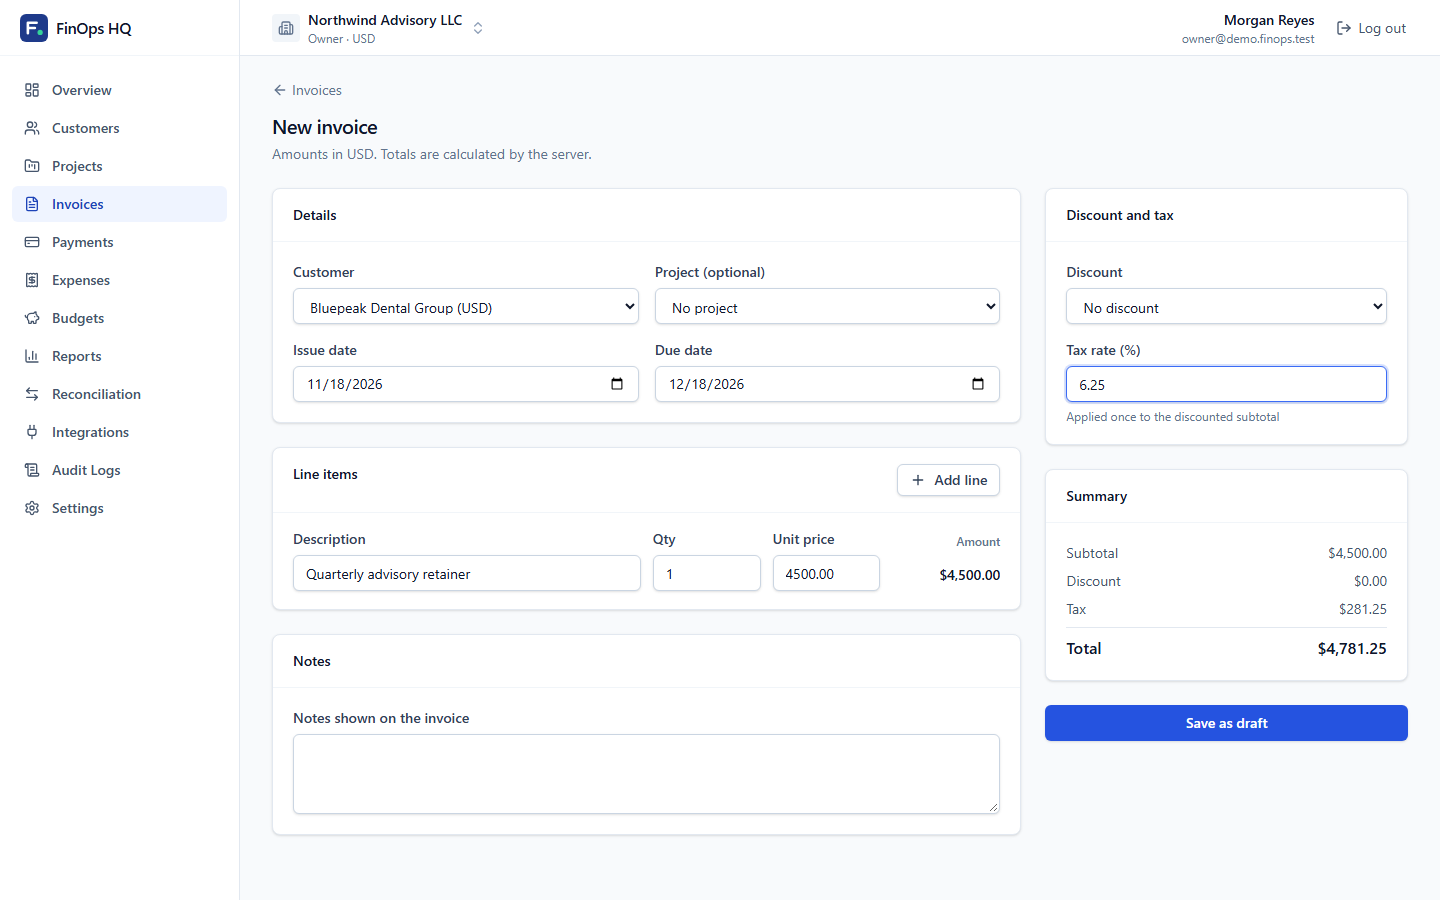 FinOps HQ
Northwind Advisory LLC
Owner · USD
Morgan Reyes
owner@demo.finops.test
Log out
Overview
Customers
Projects
Invoices
Payments
Expenses
Budgets
Reports
Reconciliation
Integrations
Audit Logs
Settings
Invoices
New invoice
Amounts in USD. Totals are calculated by the server.
Details
Customer
Project (optional)
Bluepeak Dental Group (USD)
No project
Issue date
Due date
11/18/2026
12/18/2026
Line items
Add line
Description
Qty
Unit price
Amount
Quarterly advisory retainer
1
4500.00
$4,500.00
Notes
Notes shown on the invoice
Discount and tax
Discount
No discount
Tax rate (%)
6.25
Applied once to the discounted subtotal
Summary
Subtotal $4,500.00
Discount $0.00
Tax $281.25
Total $4,781.25
Save as draft